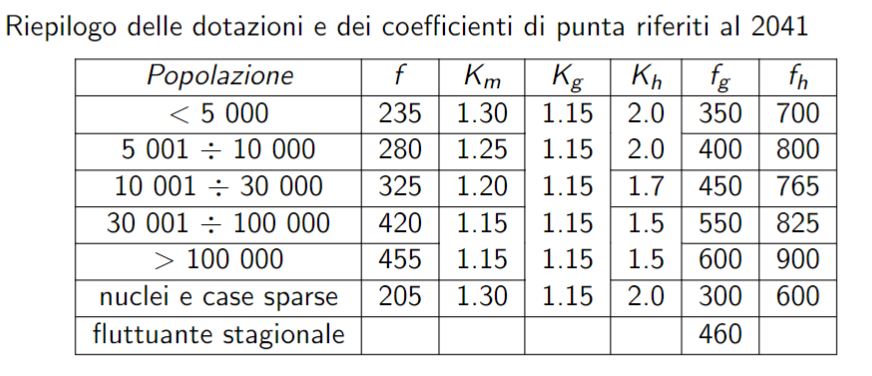 Riepilogo delle dotazioni e dei coefficienti di punta riferiti al 2041
Popolazione f K_m K_g K_h f_g f_h
< 5 000 235 1.30 1.15 2.0 350 700
5 001 ÷ 10 000 280 1.25 1.15 2.0 400 800
10 001 ÷ 30 000 325 1.20 1.15 1.7 450 765
30 001 ÷ 100 000 420 1.15 1.15 1.5 550 825
> 100 000 455 1.15 1.15 1.5 600 900
nuclei e case sparse 205 1.30 1.15 2.0 300 600
fluttuante stagionale 460